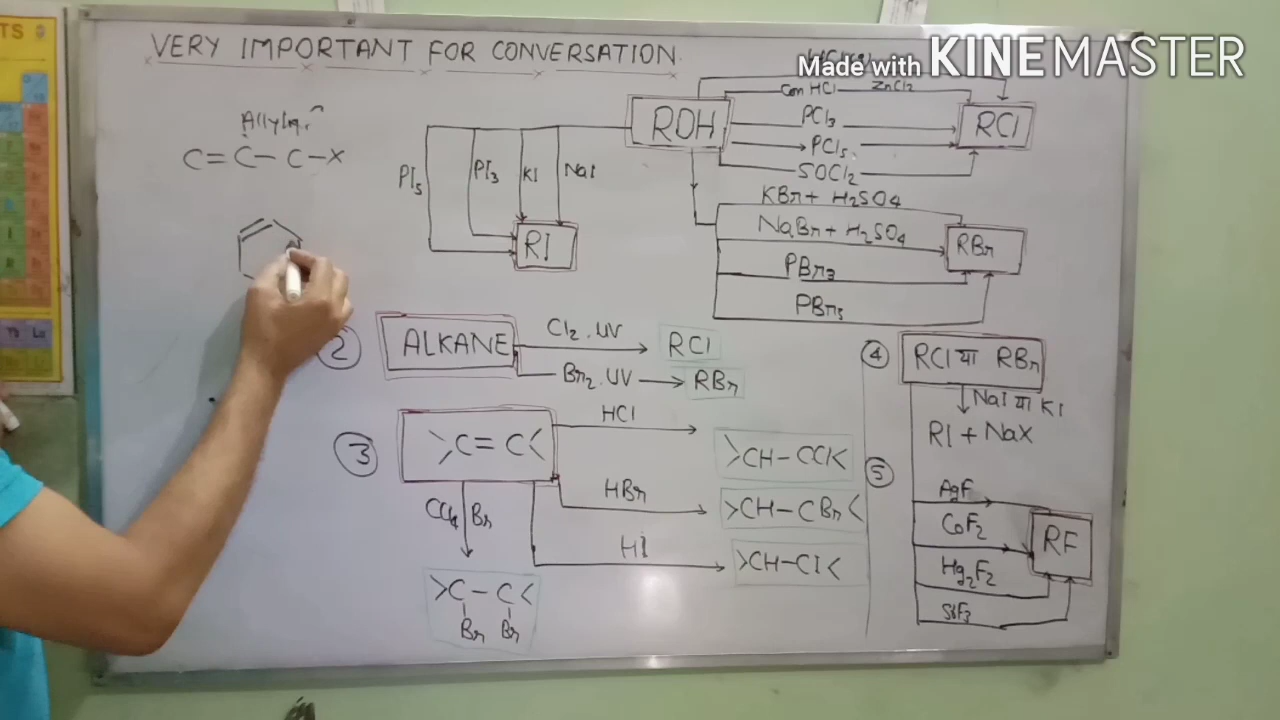 VERY IMPORTANT FOR CONVERSATION
Made with KINEMASTER
C=C-C-X
ROH
Con HCl ZnCl2
PCl3
PCl5
SOCl2
RCl
PI5
PI3
KI
NaI
RI
KBr + H2SO4
NaBr + H2SO4
PBr3
PBr5
RBr
②
ALKANE
Cl2.UV
RCl
Br2.UV
RBr
③
>C=C<
HCl
>CH-CCl<
HBr
>CH-CBr<
HI
>CH-CI<
CCl4 Br
>C-C<
Br Br
④
RCl या RBr
NaI या KI
RI + NaX
⑤
AgF
CoF2
Hg2F2
RF